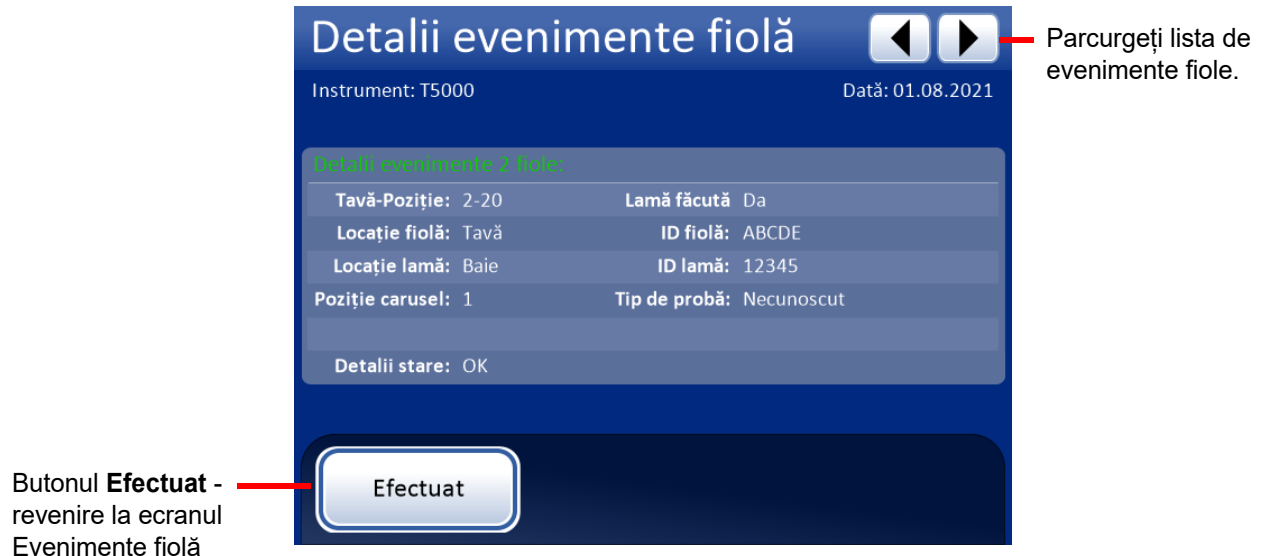 Detalii evenimente fiolă
Parcurgeți lista de
evenimente fiole.
Instrument: T5000
Dată: 01.08.2021
Detalii evenimente 2 fiole:
Tavă-Poziție: 2-20
Lamă făcută Da
Locație fiolă: Tavă
ID fiolă: ABCDE
Locație lamă: Baie
ID lamă: 12345
Poziție carusel: 1
Tip de probă: Necunoscut
Detalii stare: OK
Butonul Efectuat -
revenire la ecranul
Evenimente fiolă
Efectuat